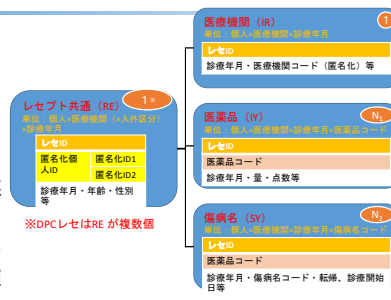 レセプト共通（RE）
1 =
単位：個人×医療機関（×入外区分）
×診療年月
レセID
匿名化個人ID
匿名化ID1
匿名化ID2
診療年月・年齢・性別
等
※DPCレセはRE が複数個
医療機関（IR）
1
単位：個人×医療機関×診療年月
レセID
診療年月・医療機関コード（匿名化）等
医薬品（IY）
N₁
単位：個人×医療機関×診療年月×医薬品コード
レセID
医薬品コード
診療年月・量・点数等
傷病名（SY）
N₂
単位：個人×医療機関×診療年月×傷病名コード
レセID
医薬品コード
診療年月・傷病名コード・転帰、診療開始
日等